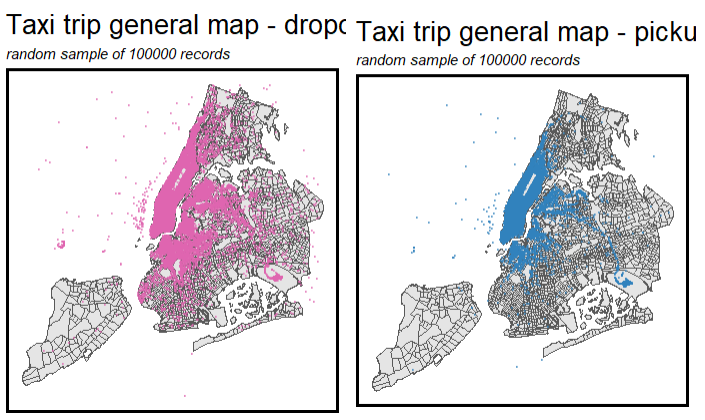 Taxi trip general map - dropo
random sample of 100000 records
Taxi trip general map - picku
random sample of 100000 records